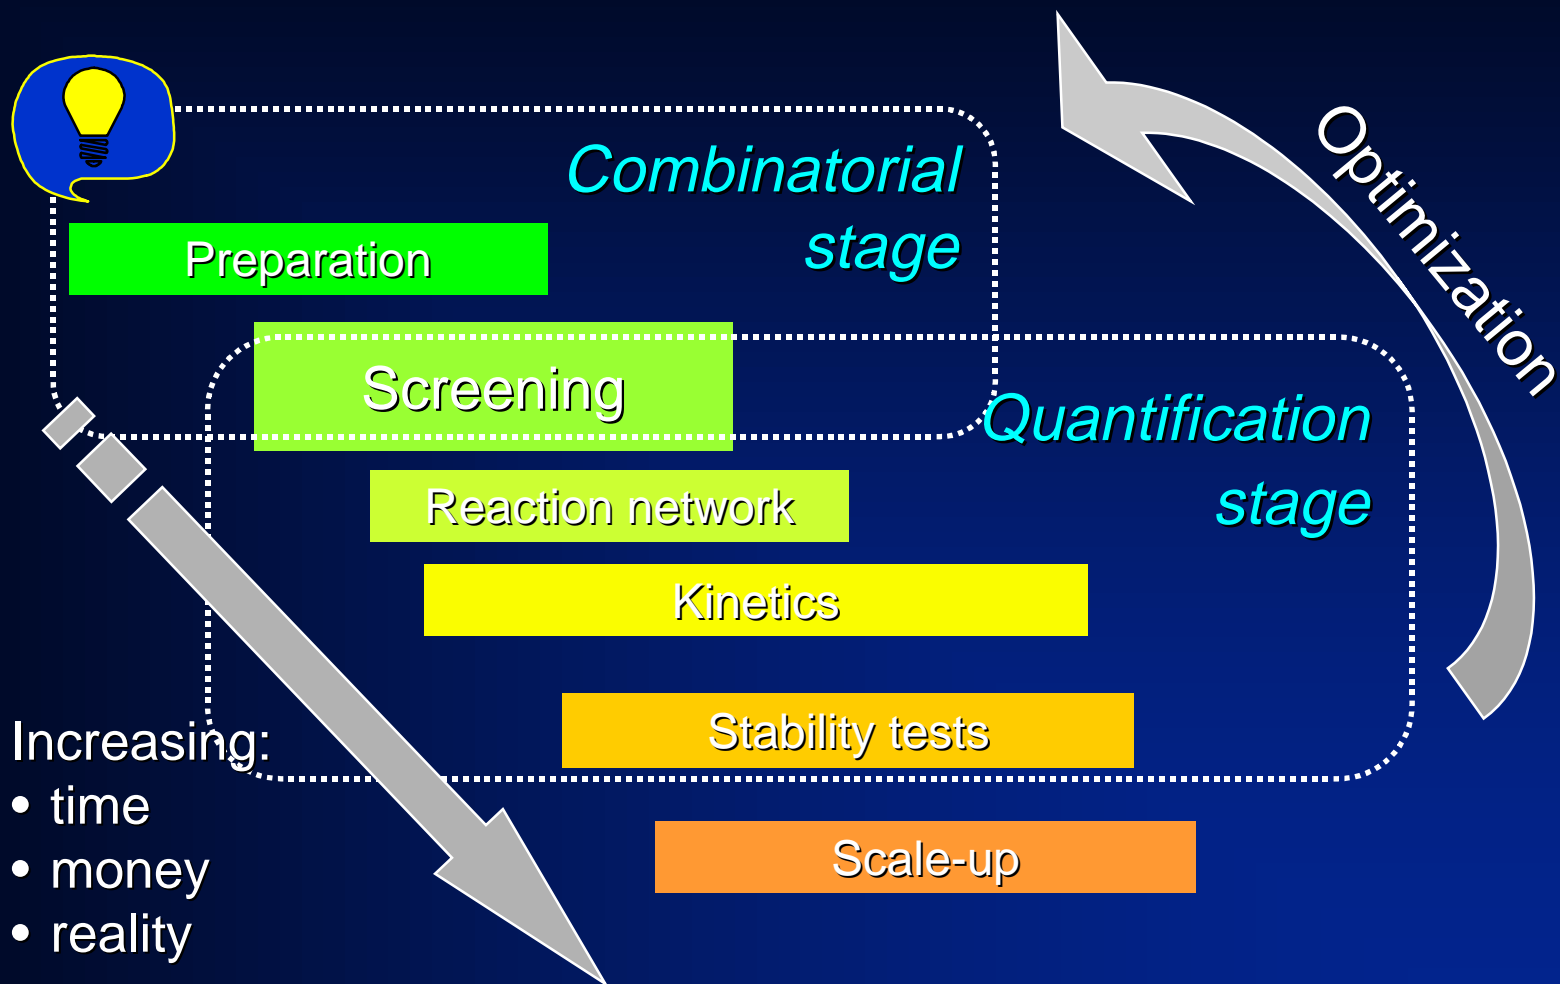 Combinatorial
stage
Optimization
Preparation
Screening
Quantification
stage
Reaction network
Kinetics
Stability tests
Increasing:
• time
• money
• reality
Scale-up